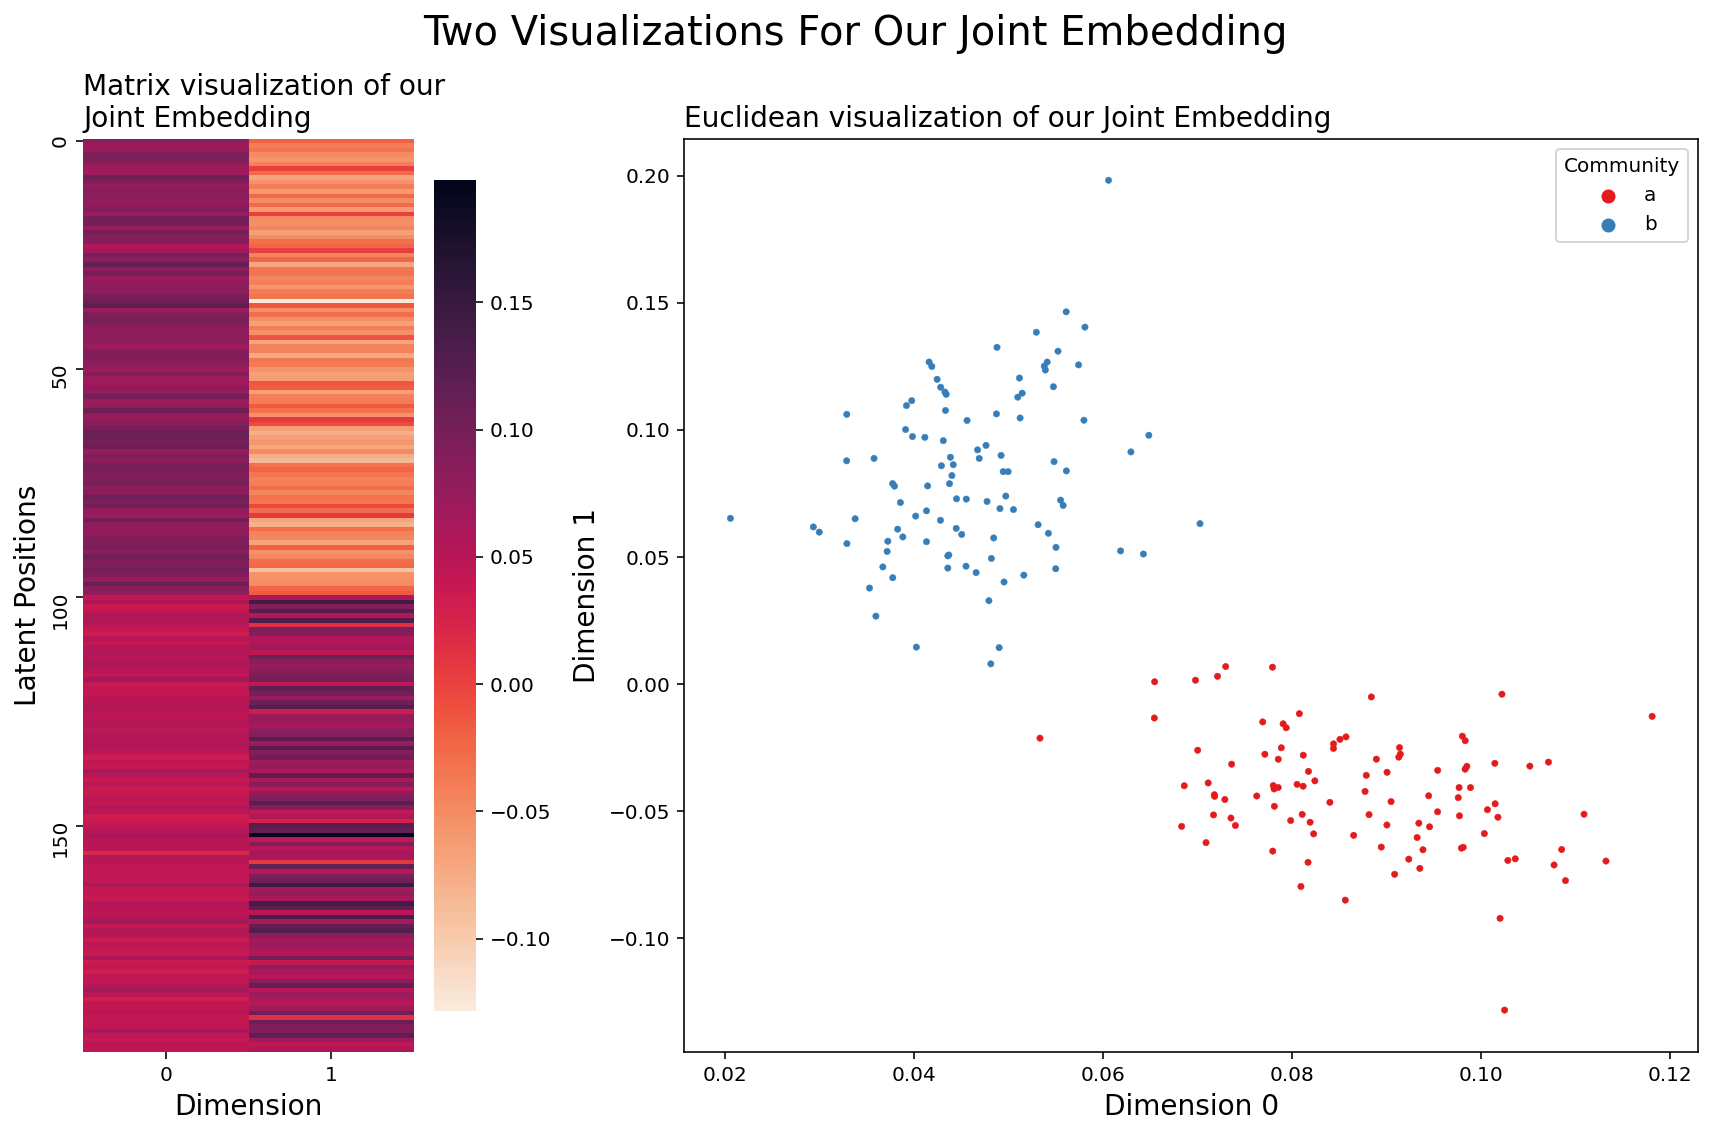 Two Visualizations For Our Joint Embedding
Matrix visualization of our
Joint Embedding
0
50
100
150
Latent Positions
0
1
Dimension
0.15
0.10
0.05
0.00
−0.05
−0.10
Euclidean visualization of our Joint Embedding
Community
a
b
0.20
0.15
0.10
0.05
0.00
−0.05
−0.10
Dimension 1
0.02
0.04
0.06
0.08
0.10
0.12
Dimension 0